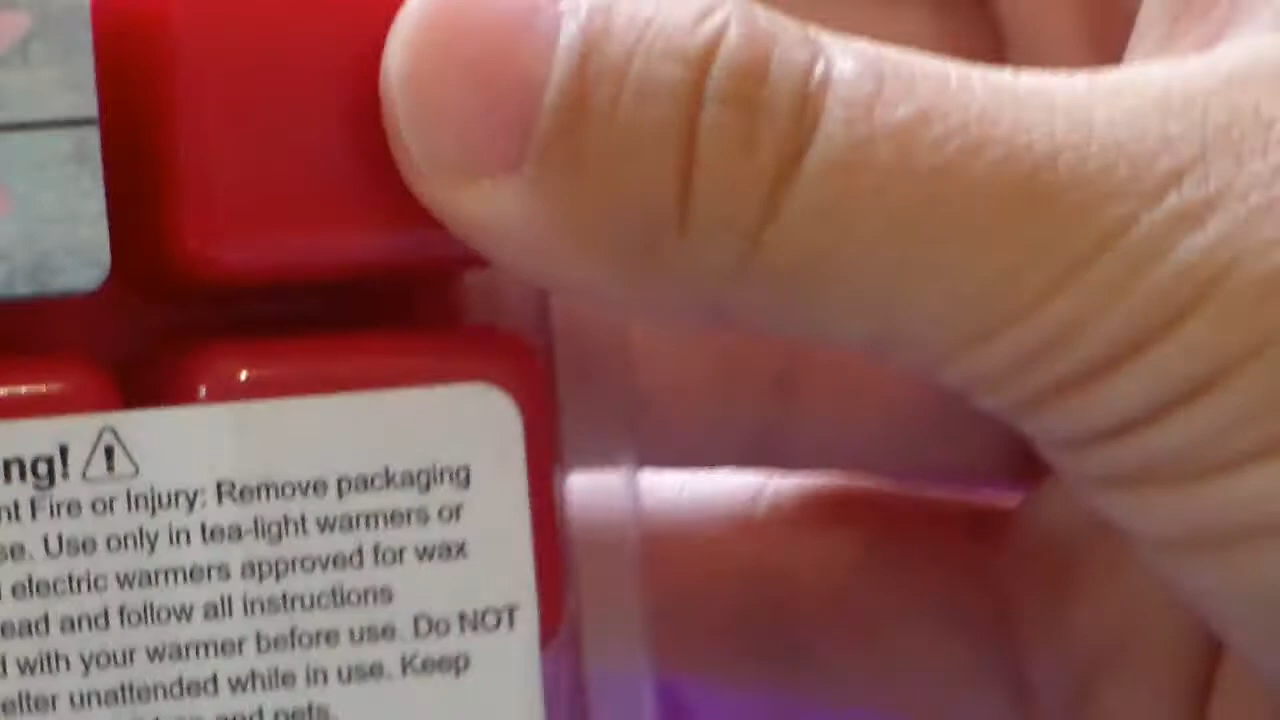 ng!
nt Fire or Injury: Remove packaging
se. Use only in tea-light warmers or
electric warmers approved for wax
ead and follow all instructions
d with your warmer before use. Do NOT
elter unattended while in use. Keep
and pets.